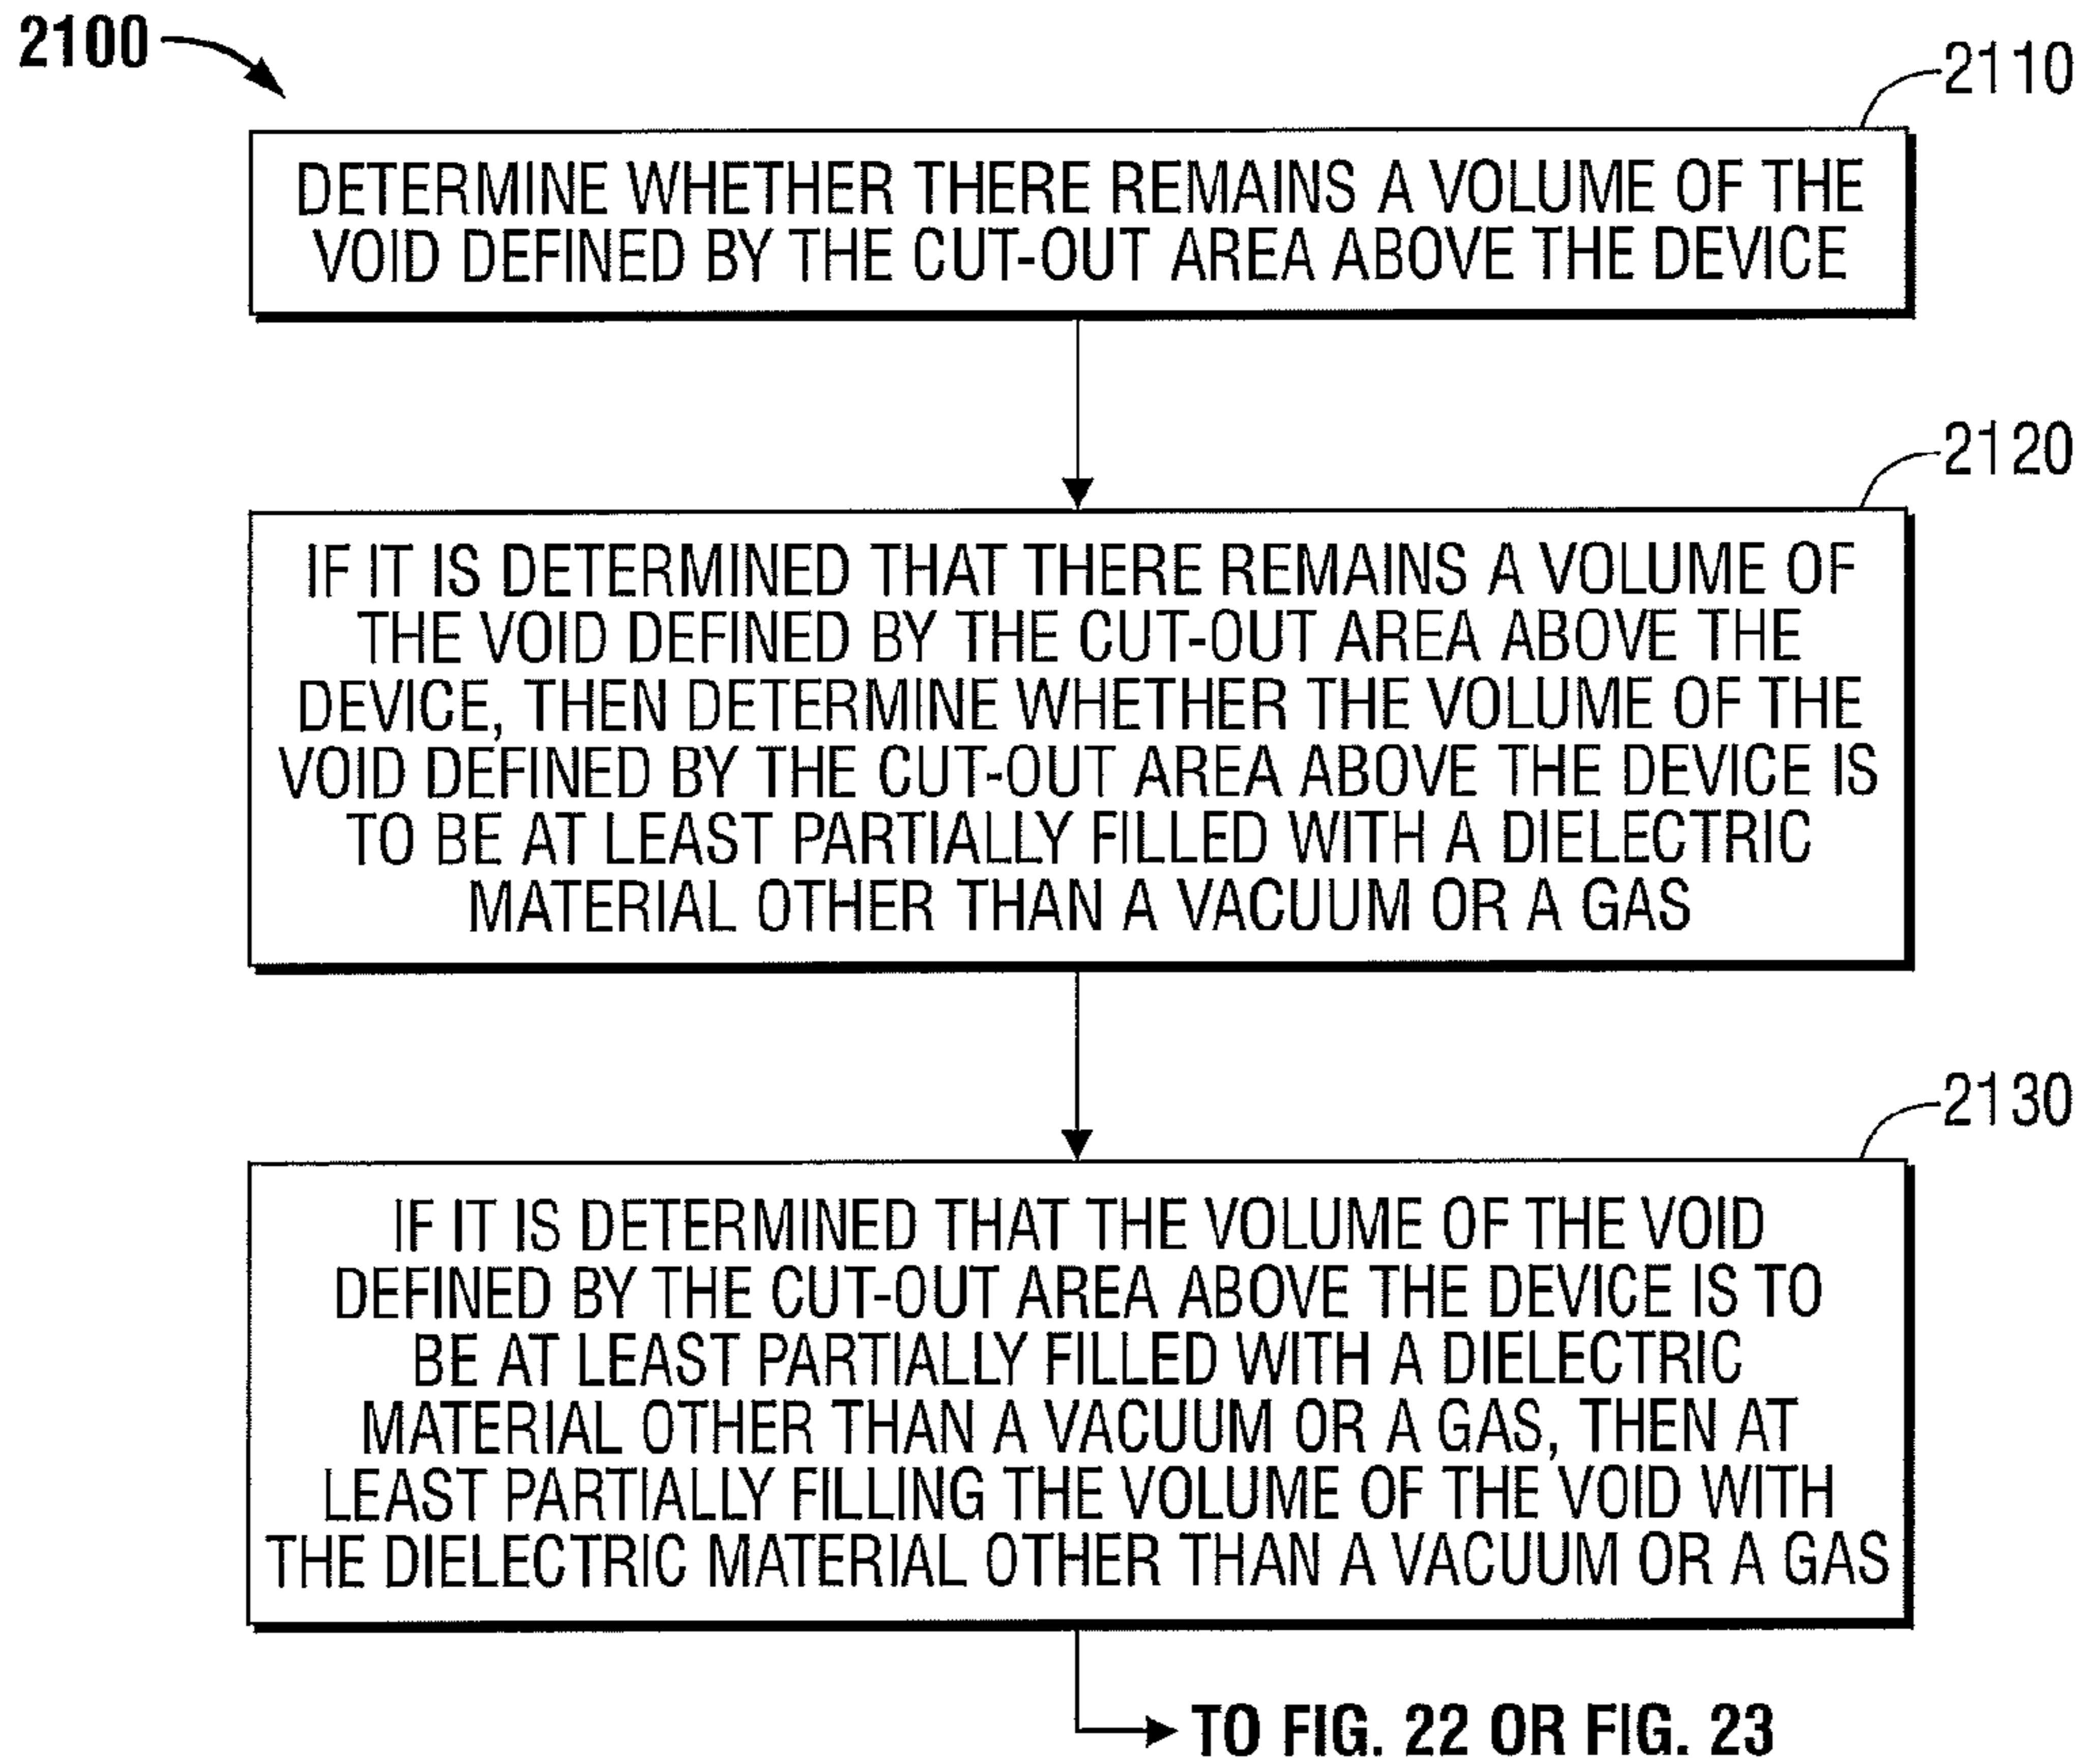 2100
2110
DETERMINE WHETHER THERE REMAINS A VOLUME OF THE
VOID DEFINED BY THE CUT-OUT AREA ABOVE THE DEVICE
2120
IF IT IS DETERMINED THAT THERE REMAINS A VOLUME OF
THE VOID DEFINED BY THE CUT-OUT AREA ABOVE THE
DEVICE, THEN DETERMINE WHETHER THE VOLUME OF THE
VOID DEFINED BY THE CUT-OUT AREA ABOVE THE DEVICE IS
TO BE AT LEAST PARTIALLY FILLED WITH A DIELECTRIC
MATERIAL OTHER THAN A VACUUM OR A GAS
2130
IF IT IS DETERMINED THAT THE VOLUME OF THE VOID
DEFINED BY THE CUT-OUT AREA ABOVE THE DEVICE IS TO
BE AT LEAST PARTIALLY FILLED WITH A DIELECTRIC
MATERIAL OTHER THAN A VACUUM OR A GAS, THEN AT
LEAST PARTIALLY FILLING THE VOLUME OF THE VOID WITH
THE DIELECTRIC MATERIAL OTHER THAN A VACUUM OR A GAS
TO FIG. 22 OR FIG. 23